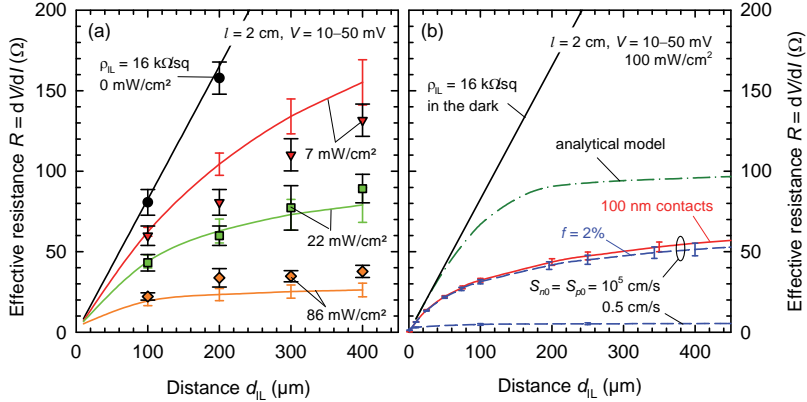 Effective resistance R = dV/dI (Ω)
200
150
100
50
0
(a)
l = 2 cm, V = 10–50 mV
ρIL = 16 kΩ/sq
0 mW/cm²
7 mW/cm²
22 mW/cm²
86 mW/cm²
100 200 300 400
Distance dIL (µm)
(b)
l = 2 cm, V = 10–50 mV
100 mW/cm²
ρIL = 16 kΩ/sq
in the dark
analytical model
100 nm contacts
f = 2%
Sn0 = Sp0 = 10⁵ cm/s
0.5 cm/s
0 100 200 300 400
Distance dIL (µm)
200
150
100
50
0
Effective resistance R = dV/dI (Ω)